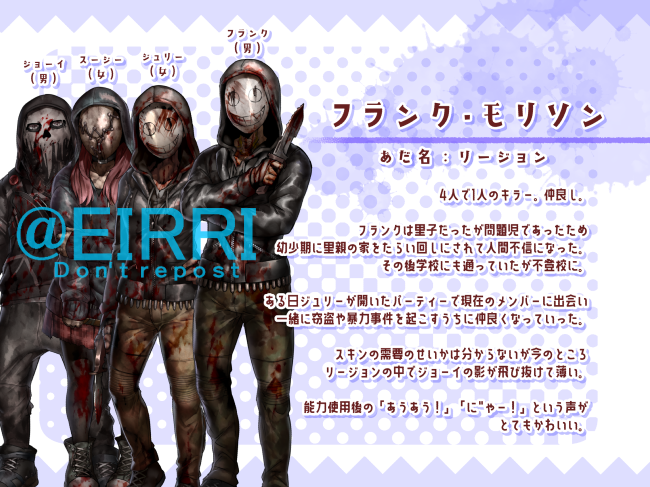 フランク
(男)
ジュリー
(女)
スージー
(女)
ジョーイ
(男)
フランク・モリソン
あだ名：リージョン
4人で1人のキラー。仲良し。
フランクは里子だったが問題児であったため
幼少期に里親の家をたらい回しにされて人間不信になった。
その後学校にも通っていたが不登校に。
ある日ジュリーが開いたパーティーで現在のメンバーに出会い
一緒に窃盗や暴力事件を起こすうちに仲良くなっていった。
スキンの需要のせいかは分からないが今のところ
リージョンの中でジョーイの影が飛び抜けて薄い。
能力使用後の「あうあう！」「に"ゃー！」という声が
とてもかわいい。
@EIRRI
Don't repost